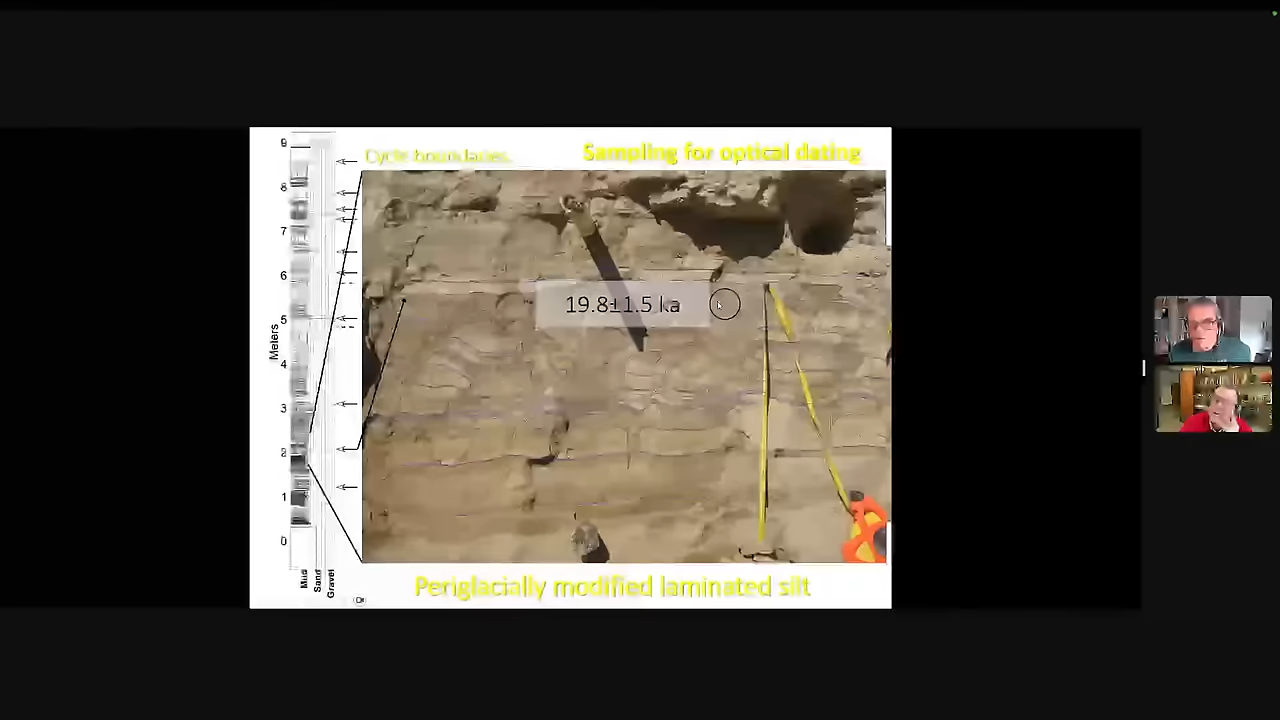 Cycle boundaries
Sampling for optical dating
9
8
7
6
5
4
3
2
1
0
Meters
19.8±1.5 ka
Mud
Sand
Gravel
Periglacially modified laminated silt